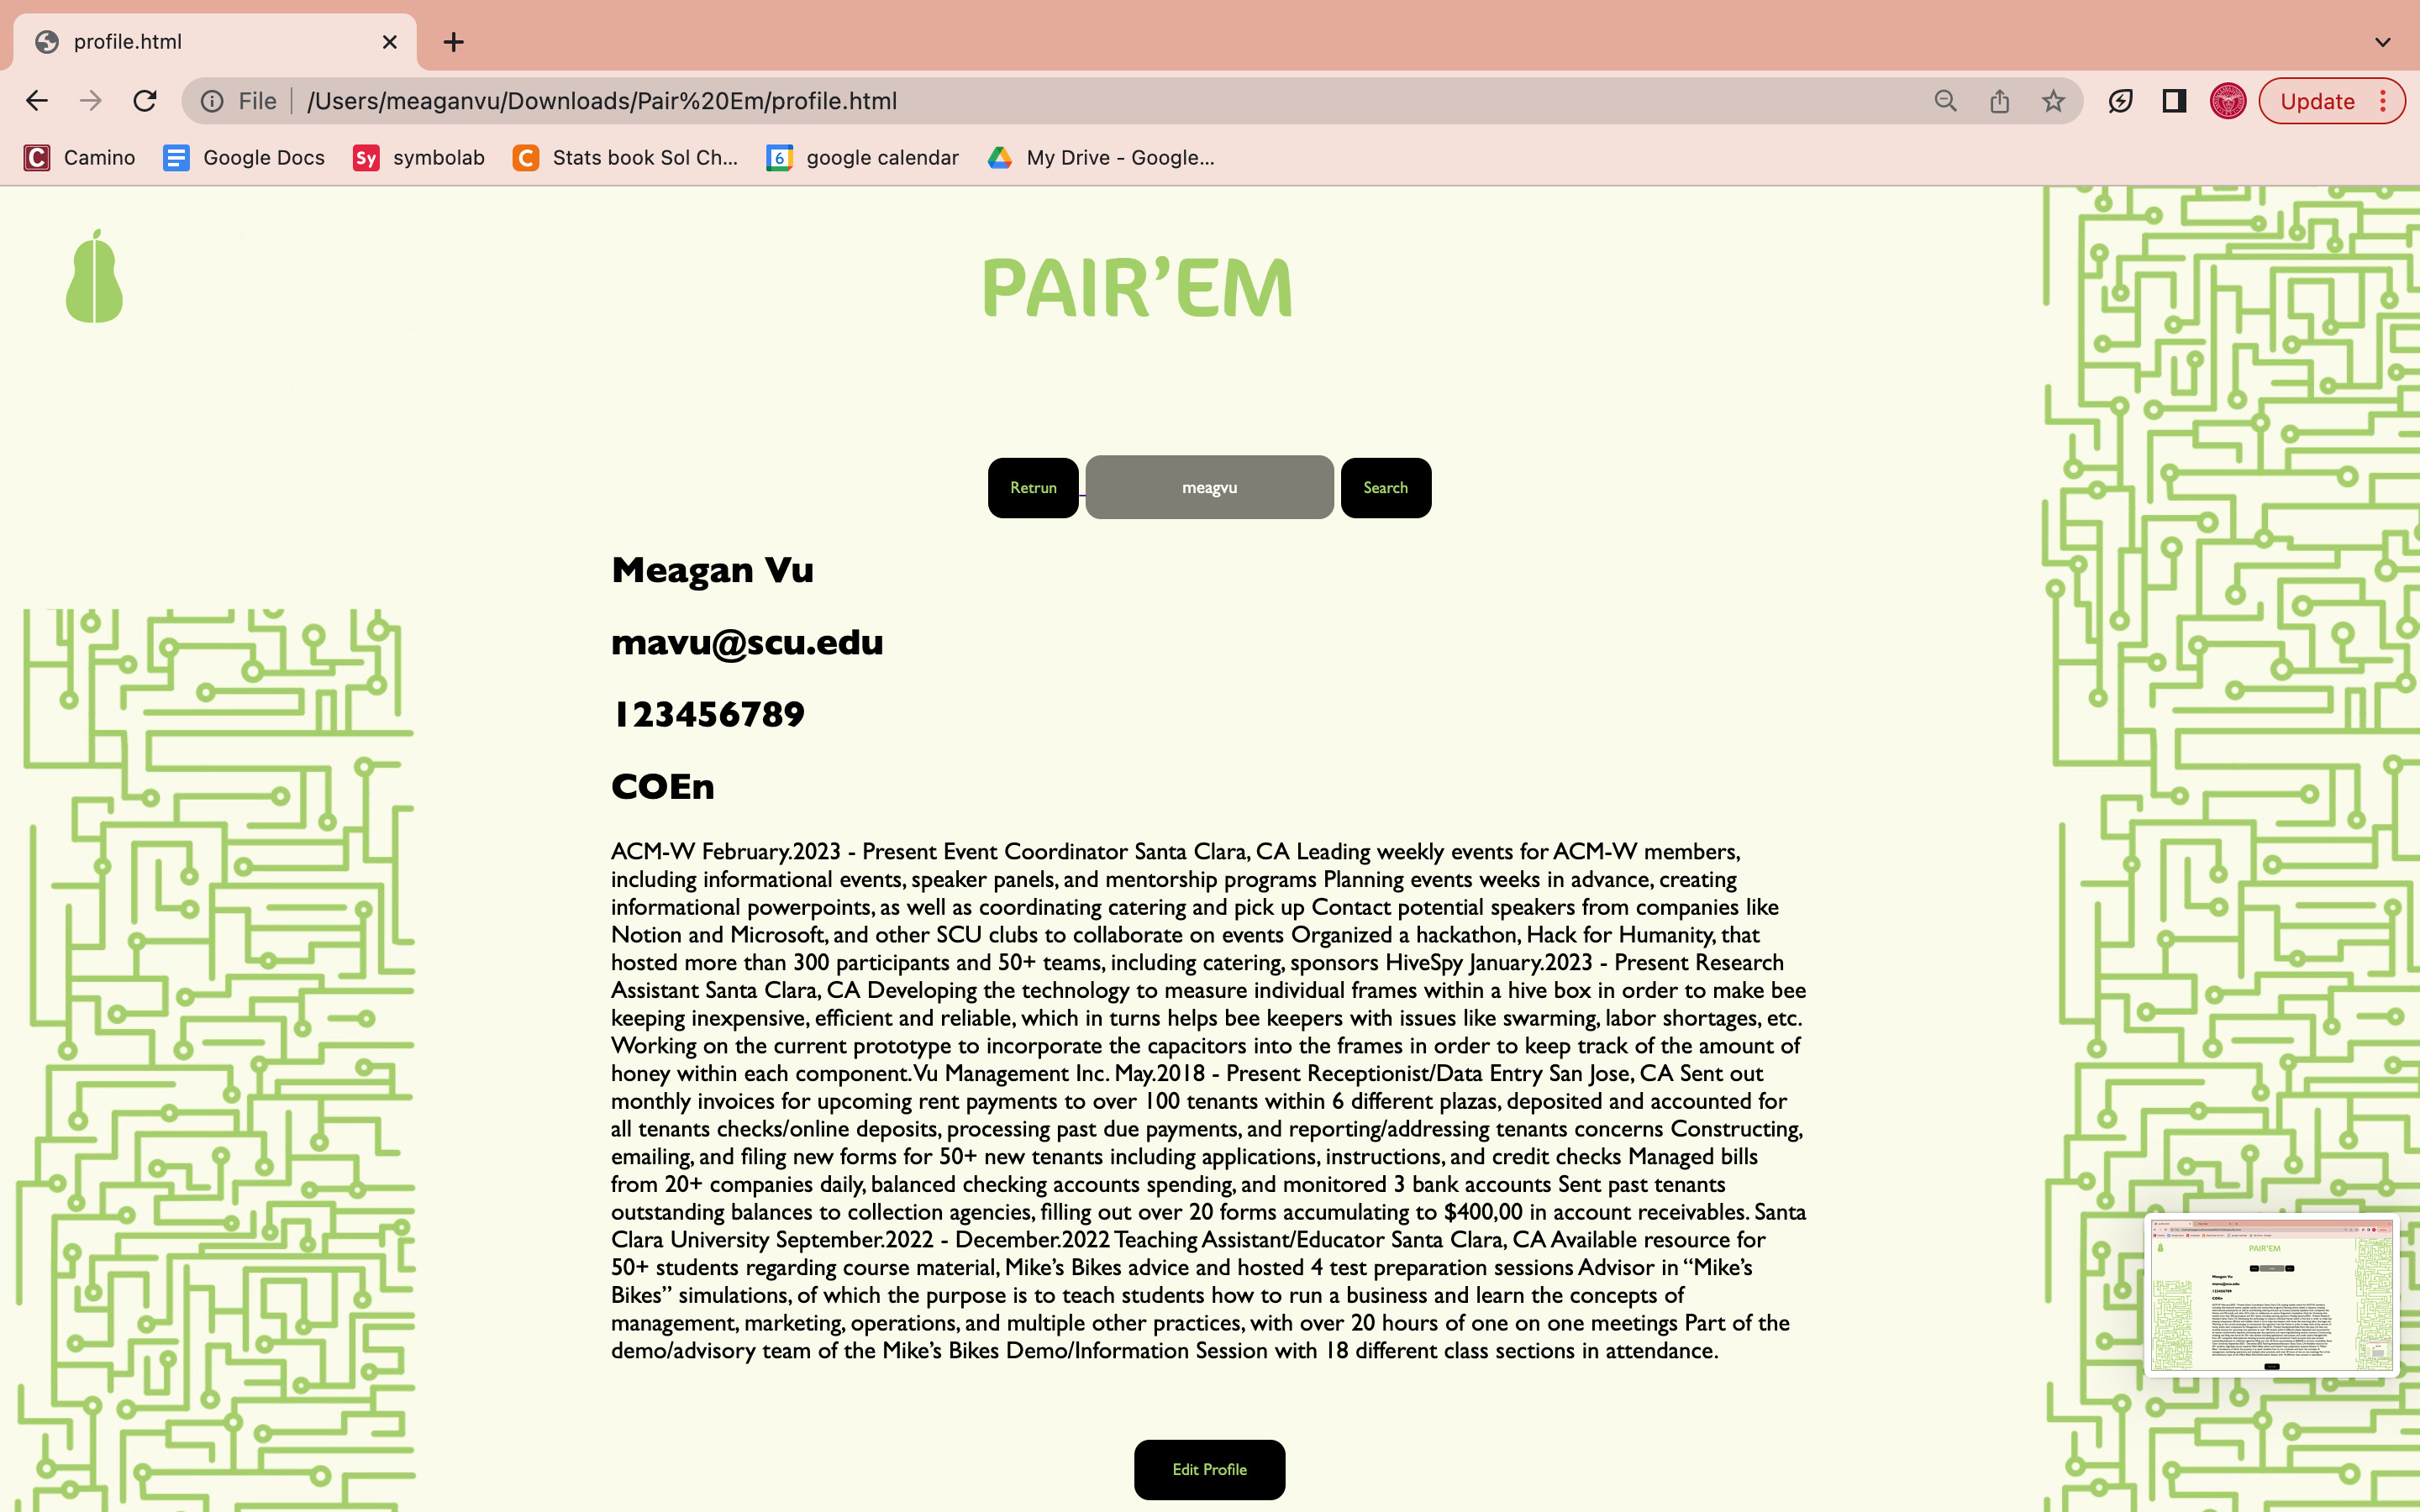 profile.html
File
/Users/meaganvu/Downloads/Pair%20Em/profile.html
Update
C Camino
Google Docs
Sy symbolab
C Stats book Sol Ch...
6 google calendar
My Drive - Google...
PAIR’EM
Retrun
meagvu
Search
Meagan Vu
mavu@scu.edu
123456789
COEn
ACM-W February.2023 - Present Event Coordinator Santa Clara, CA Leading weekly events for ACM-W members,
including informational events, speaker panels, and mentorship programs Planning events weeks in advance, creating
informational powerpoints, as well as coordinating catering and pick up Contact potential speakers from companies like
Notion and Microsoft, and other SCU clubs to collaborate on events Organized a hackathon, Hack for Humanity, that
hosted more than 300 participants and 50+ teams, including catering, sponsors HiveSpy January.2023 - Present Research
Assistant Santa Clara, CA Developing the technology to measure individual frames within a hive box in order to make bee
keeping inexpensive, efficient and reliable, which in turns helps bee keepers with issues like swarming, labor shortages, etc.
Working on the current prototype to incorporate the capacitors into the frames in order to keep track of the amount of
honey within each component. Vu Management Inc. May.2018 - Present Receptionist/Data Entry San Jose, CA Sent out
monthly invoices for upcoming rent payments to over 100 tenants within 6 different plazas, deposited and accounted for
all tenants checks/online deposits, processing past due payments, and reporting/addressing tenants concerns Constructing,
emailing, and filing new forms for 50+ new tenants including applications, instructions, and credit checks Managed bills
from 20+ companies daily, balanced checking accounts spending, and monitored 3 bank accounts Sent past tenants
outstanding balances to collection agencies, filling out over 20 forms accumulating to $400,00 in account receivables. Santa
Clara University September.2022 - December.2022 Teaching Assistant/Educator Santa Clara, CA Available resource for
50+ students regarding course material, Mike’s Bikes advice and hosted 4 test preparation sessions Advisor in “Mike’s
Bikes” simulations, of which the purpose is to teach students how to run a business and learn the concepts of
management, marketing, operations, and multiple other practices, with over 20 hours of one on one meetings Part of the
demo/advisory team of the Mike’s Bikes Demo/Information Session with 18 different class sections in attendance.
PAIR'EM
Meagan Vu
mavu@scu.edu
123456789
COEn
Edit Profile